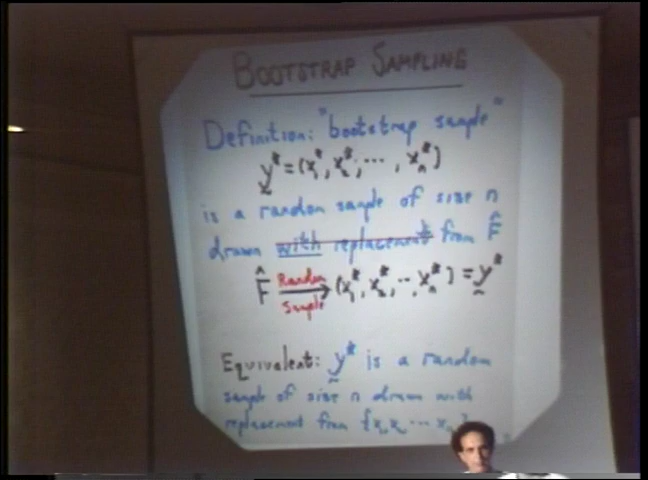 BOOTSTRAP SAMPLING
Definition: "bootstrap sample"
y* = (x₁*, x₂*, ..., xₙ*)
is a random sample of size n
drawn with replacement from F̂
F̂ Random Sample → (x₁*, x₂*, .., xₙ*) = y*
Equivalent: y* is a random
sample of size n drawn with
replacement from {x₁, x₂, ... xₙ}